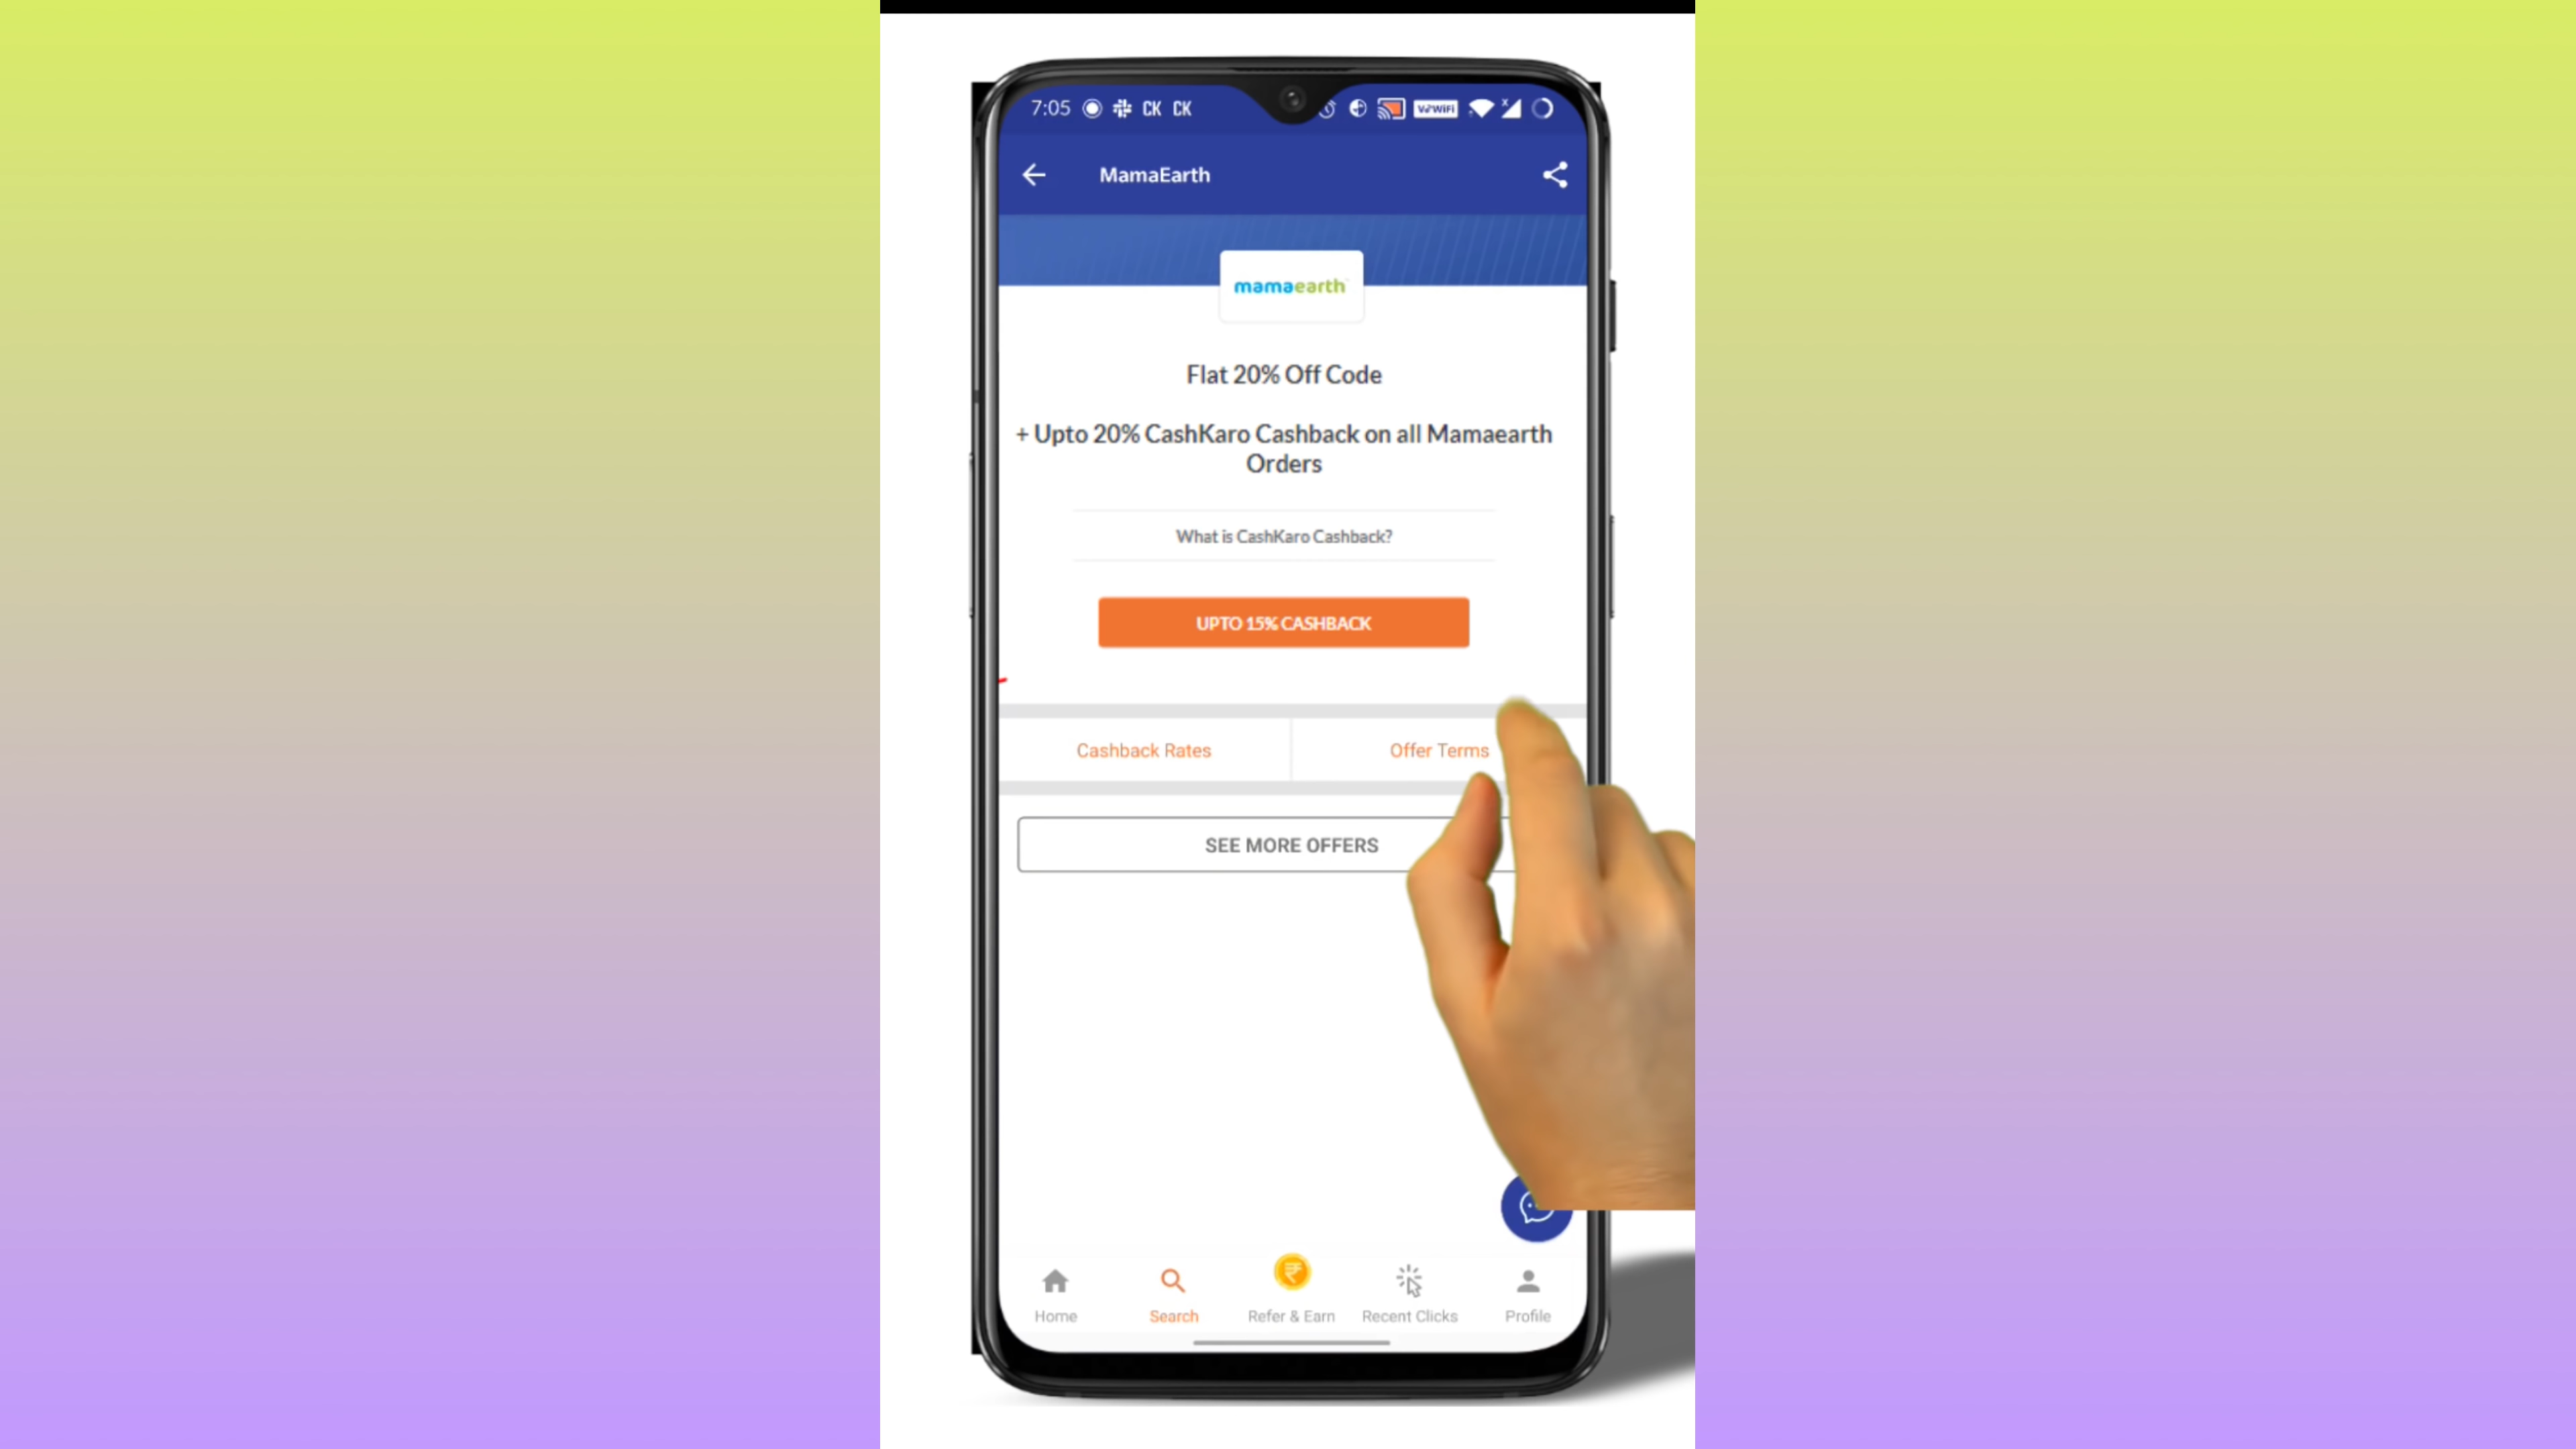 7:05 CK CK VoWiFi
MamaEarth
mamaearth
Flat 20% Off Code
+ Upto 20% CashKaro Cashback on all Mamaearth
Orders
What is CashKaro Cashback?
UPTO 15% CASHBACK
Cashback Rates
Offer Terms
SEE MORE OFFERS
Home
Search
Refer & Earn
Recent Clicks
Profile